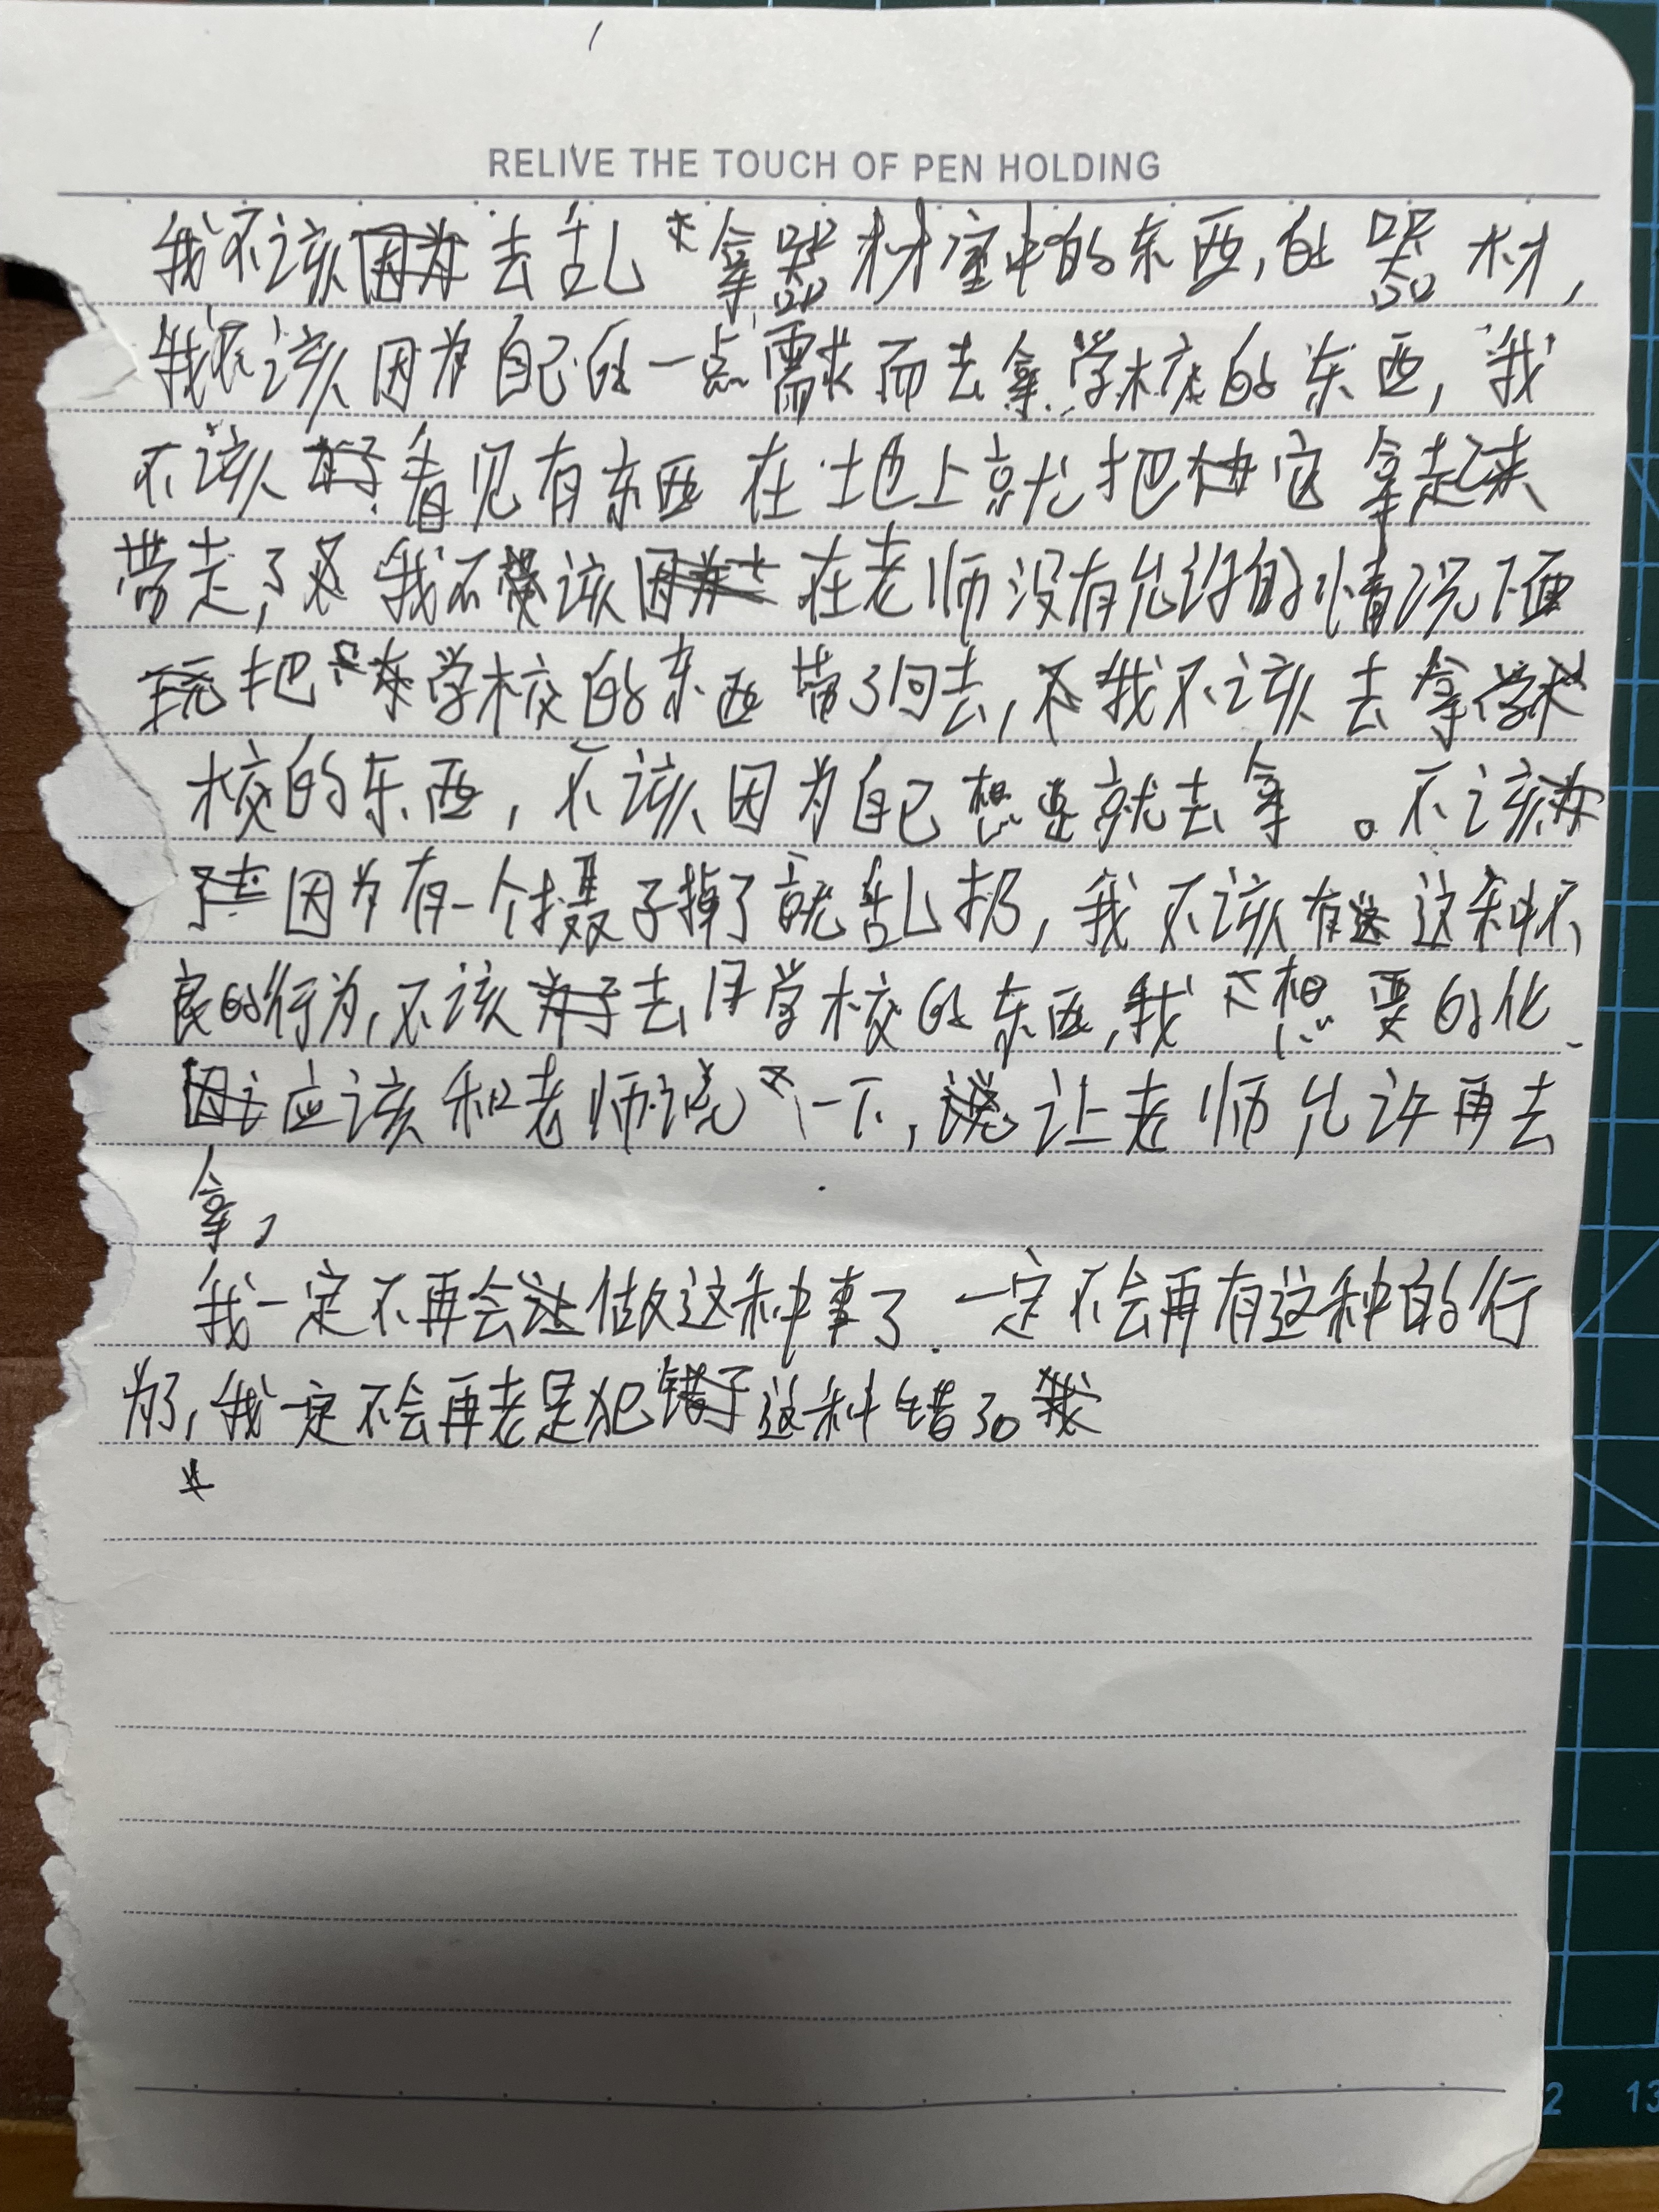 RELIVE THE TOUCH OF PEN HOLDING
我不该去乱拿器材室中的东西,的器材,
我不该因为自己的一点需求而去拿学校的东西,我
不该看见有东西在地上就把它拿起来
带走了,我不该在老师没有允许的情况下
把学校的东西带了回去,我不该去拿学
校的东西,不该因为自己想要就去拿。不该
因为有一个镊子掉了就乱扔,我不该有这种不
良的行为,不该去用学校的东西,我想要的化
应该和老师说一下,让老师允许再去
拿,
我一定不再会做这种事了.一定不会再有这种的行
为了,我一定不会再老是犯这种错了。
2 13